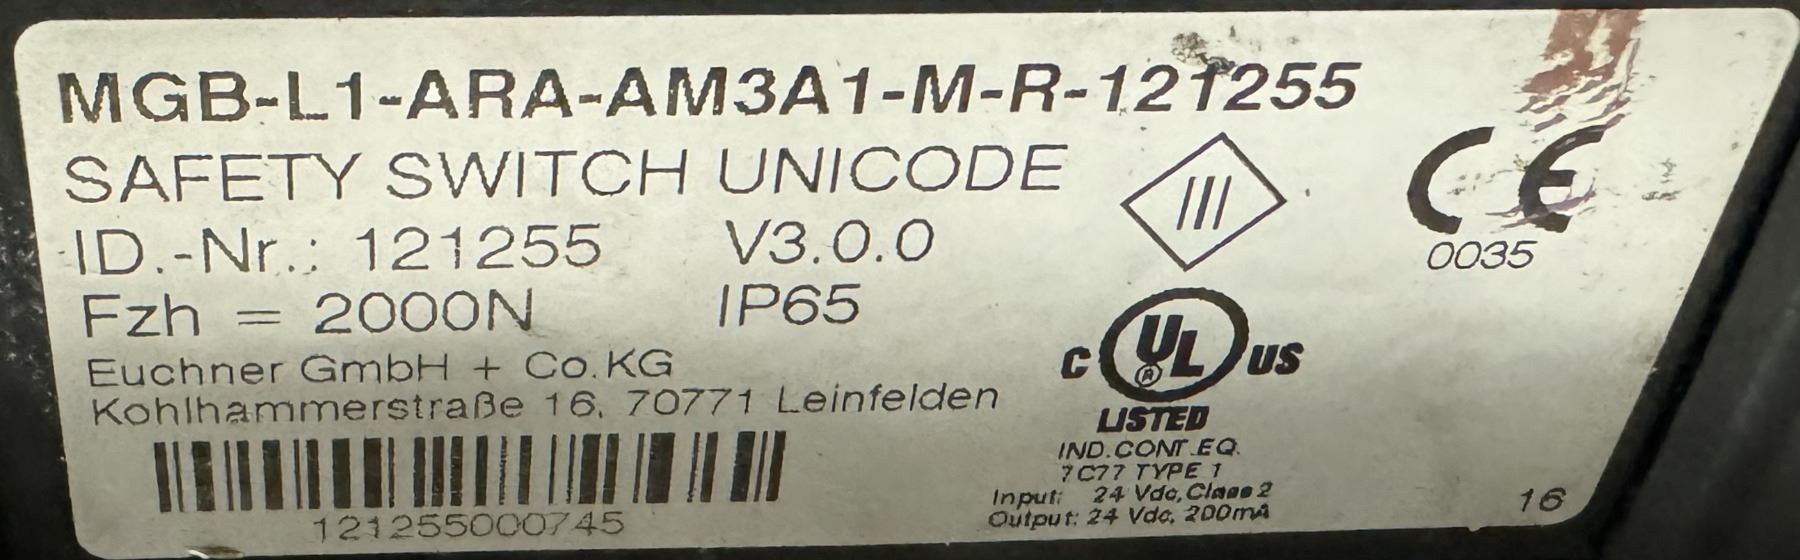 MGB-L1-ARA-AM3A1-M-R-121255
SAFETY SWITCH UNICODE
ID.-Nr.: 121255 V3.0.0
Fzh = 2000N IP65
Euchner GmbH + Co.KG
Kohlhammerstraße 16, 70771 Leinfelden
121255000745
III
CE
0035
C UL US
®
LISTED
IND.CONT.EQ.
7C77 TYPE 1
Input: 24 Vdc, Class 2
Output: 24 Vdc, 200mA
16